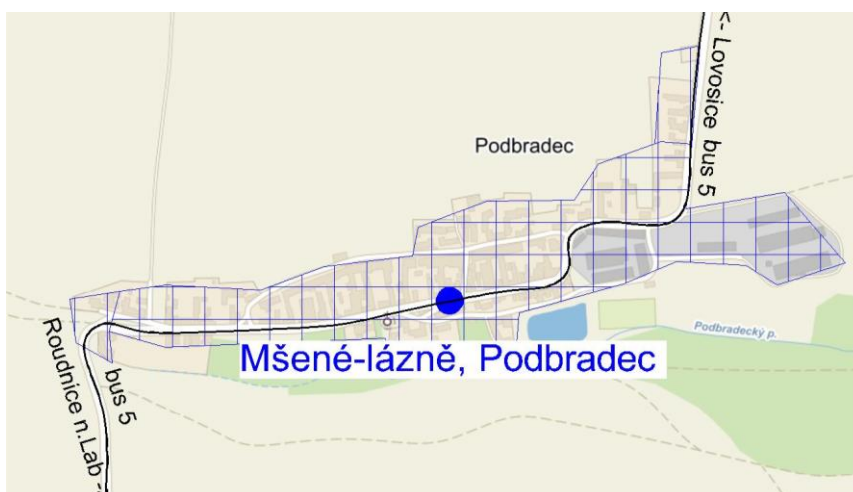 <- Lovosice bus 5
Podbradec
Podbradecký p.
Mšené-lázně, Podbradec
Roudnice n.Lab -
bus 5